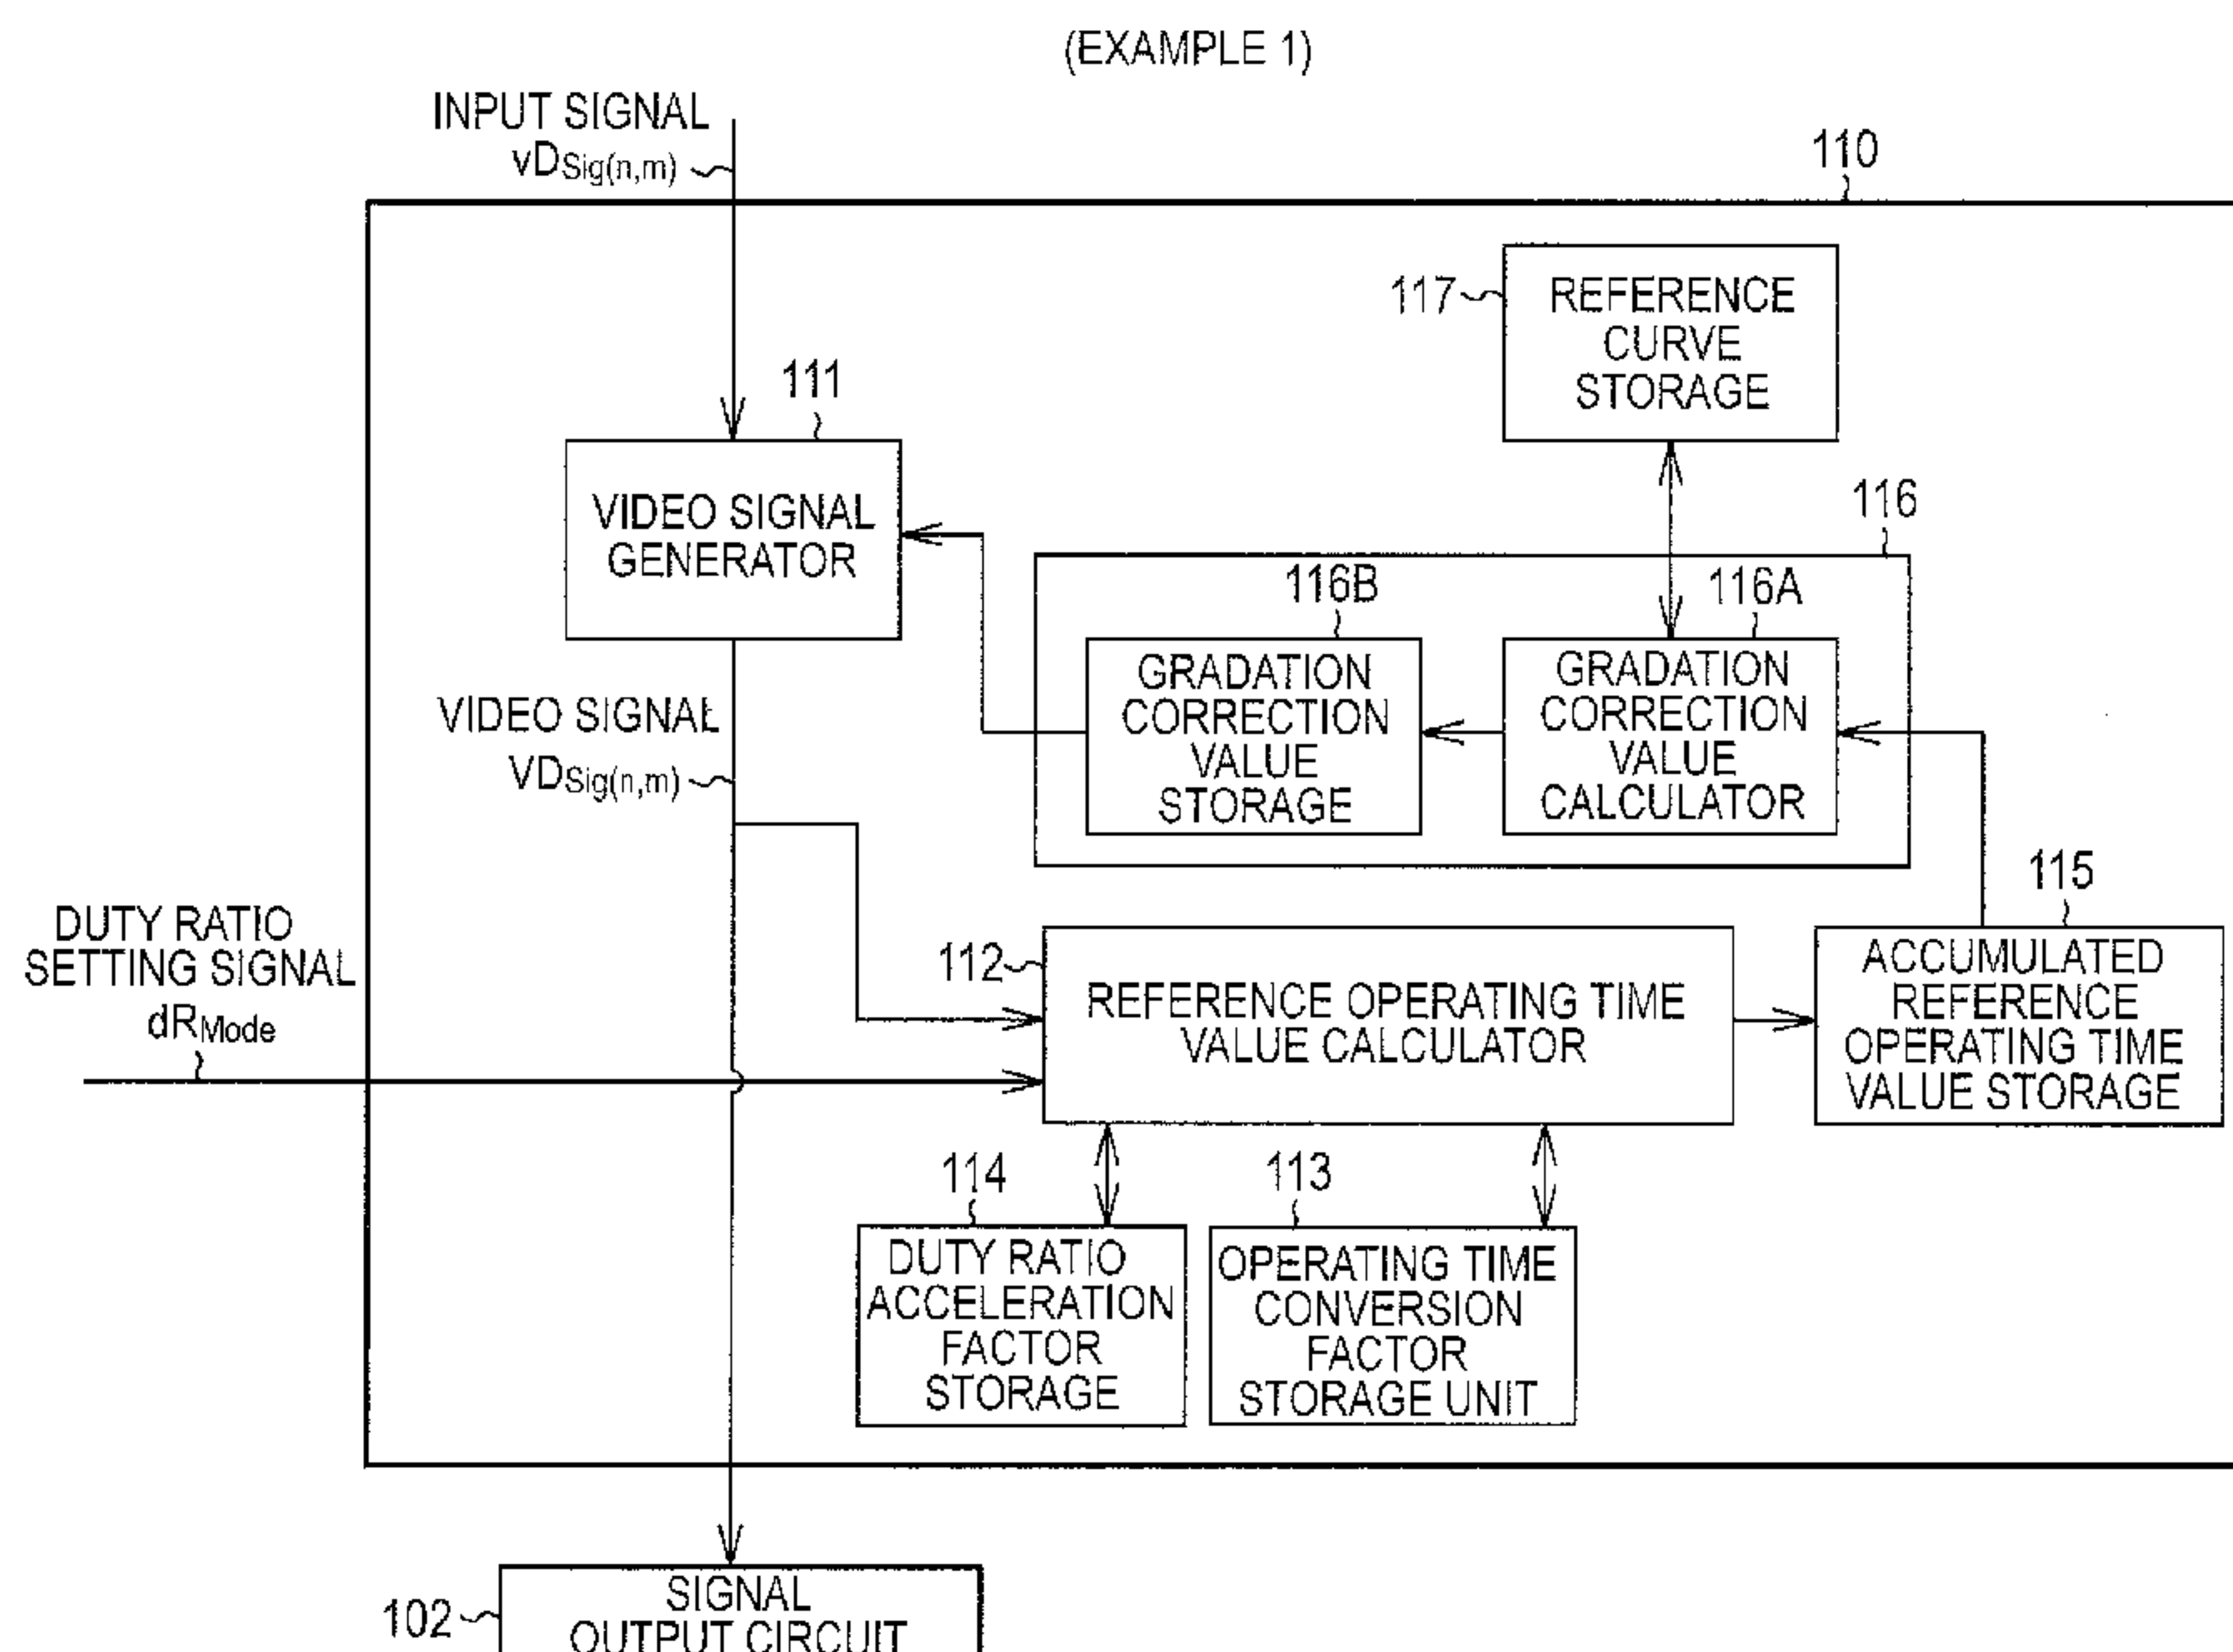 (EXAMPLE 1)
INPUT SIGNAL
vDSig(n,m)
110
117
REFERENCE
CURVE
STORAGE
111
VIDEO SIGNAL
GENERATOR
116
116B
116A
GRADATION
CORRECTION
VALUE
STORAGE
GRADATION
CORRECTION
VALUE
CALCULATOR
VIDEO SIGNAL
VDSig(n,m)
115
DUTY RATIO
SETTING SIGNAL
dRMode
112
REFERENCE OPERATING TIME
VALUE CALCULATOR
ACCUMULATED
REFERENCE
OPERATING TIME
VALUE STORAGE
114
113
DUTY RATIO
ACCELERATION
FACTOR
STORAGE
OPERATING TIME
CONVERSION
FACTOR
STORAGE UNIT
102
SIGNAL
OUTPUT CIRCUIT